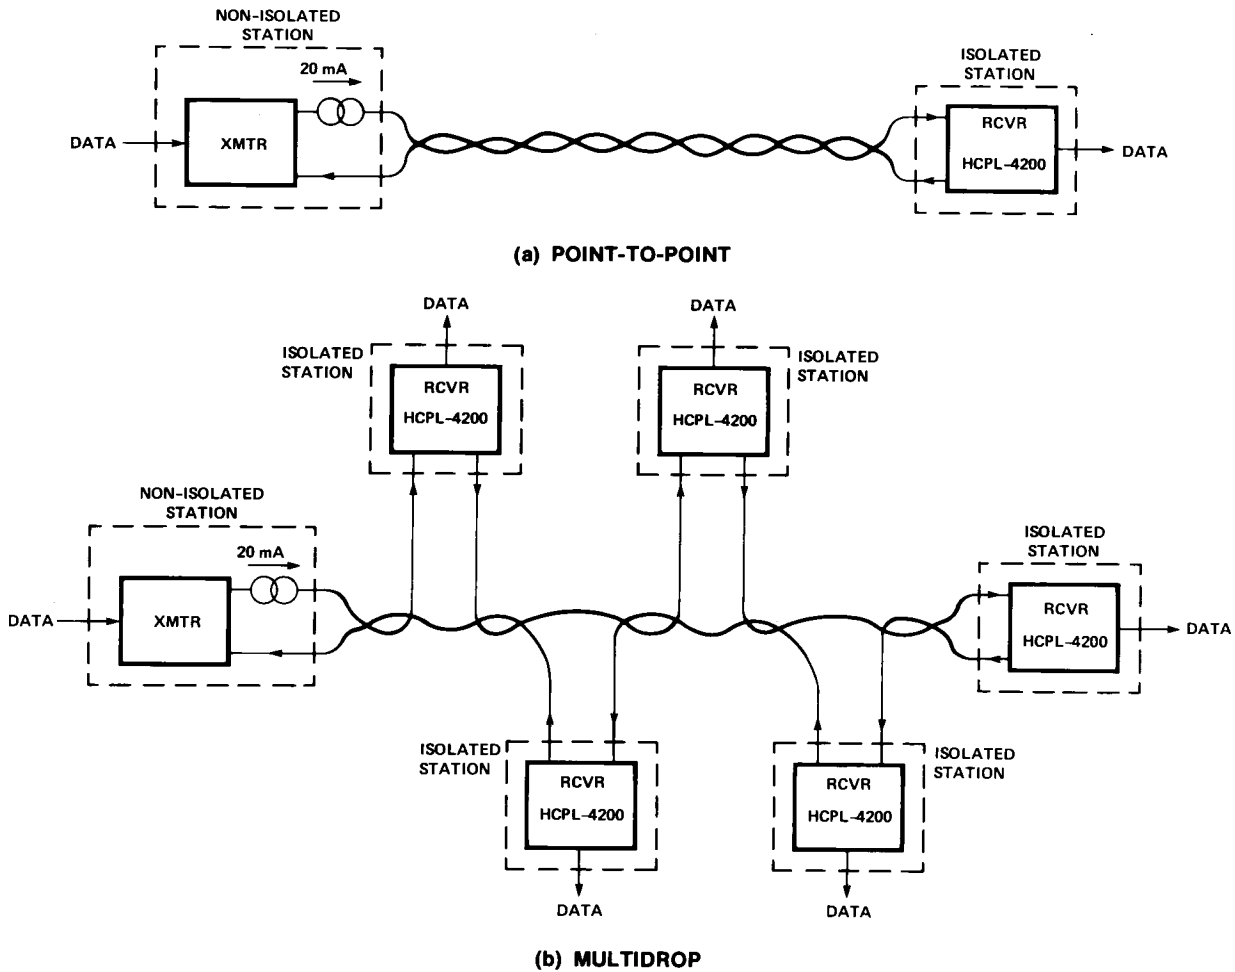 NON-ISOLATED
STATION
20 mA
DATA
XMTR
ISOLATED
STATION
RCVR
HCPL-4200
DATA
(a) POINT-TO-POINT
DATA
ISOLATED
STATION
RCVR
HCPL-4200
DATA
ISOLATED
STATION
RCVR
HCPL-4200
NON-ISOLATED
STATION
20 mA
DATA
XMTR
ISOLATED
STATION
RCVR
HCPL-4200
DATA
ISOLATED
STATION
RCVR
HCPL-4200
DATA
ISOLATED
STATION
RCVR
HCPL-4200
DATA
(b) MULTIDROP